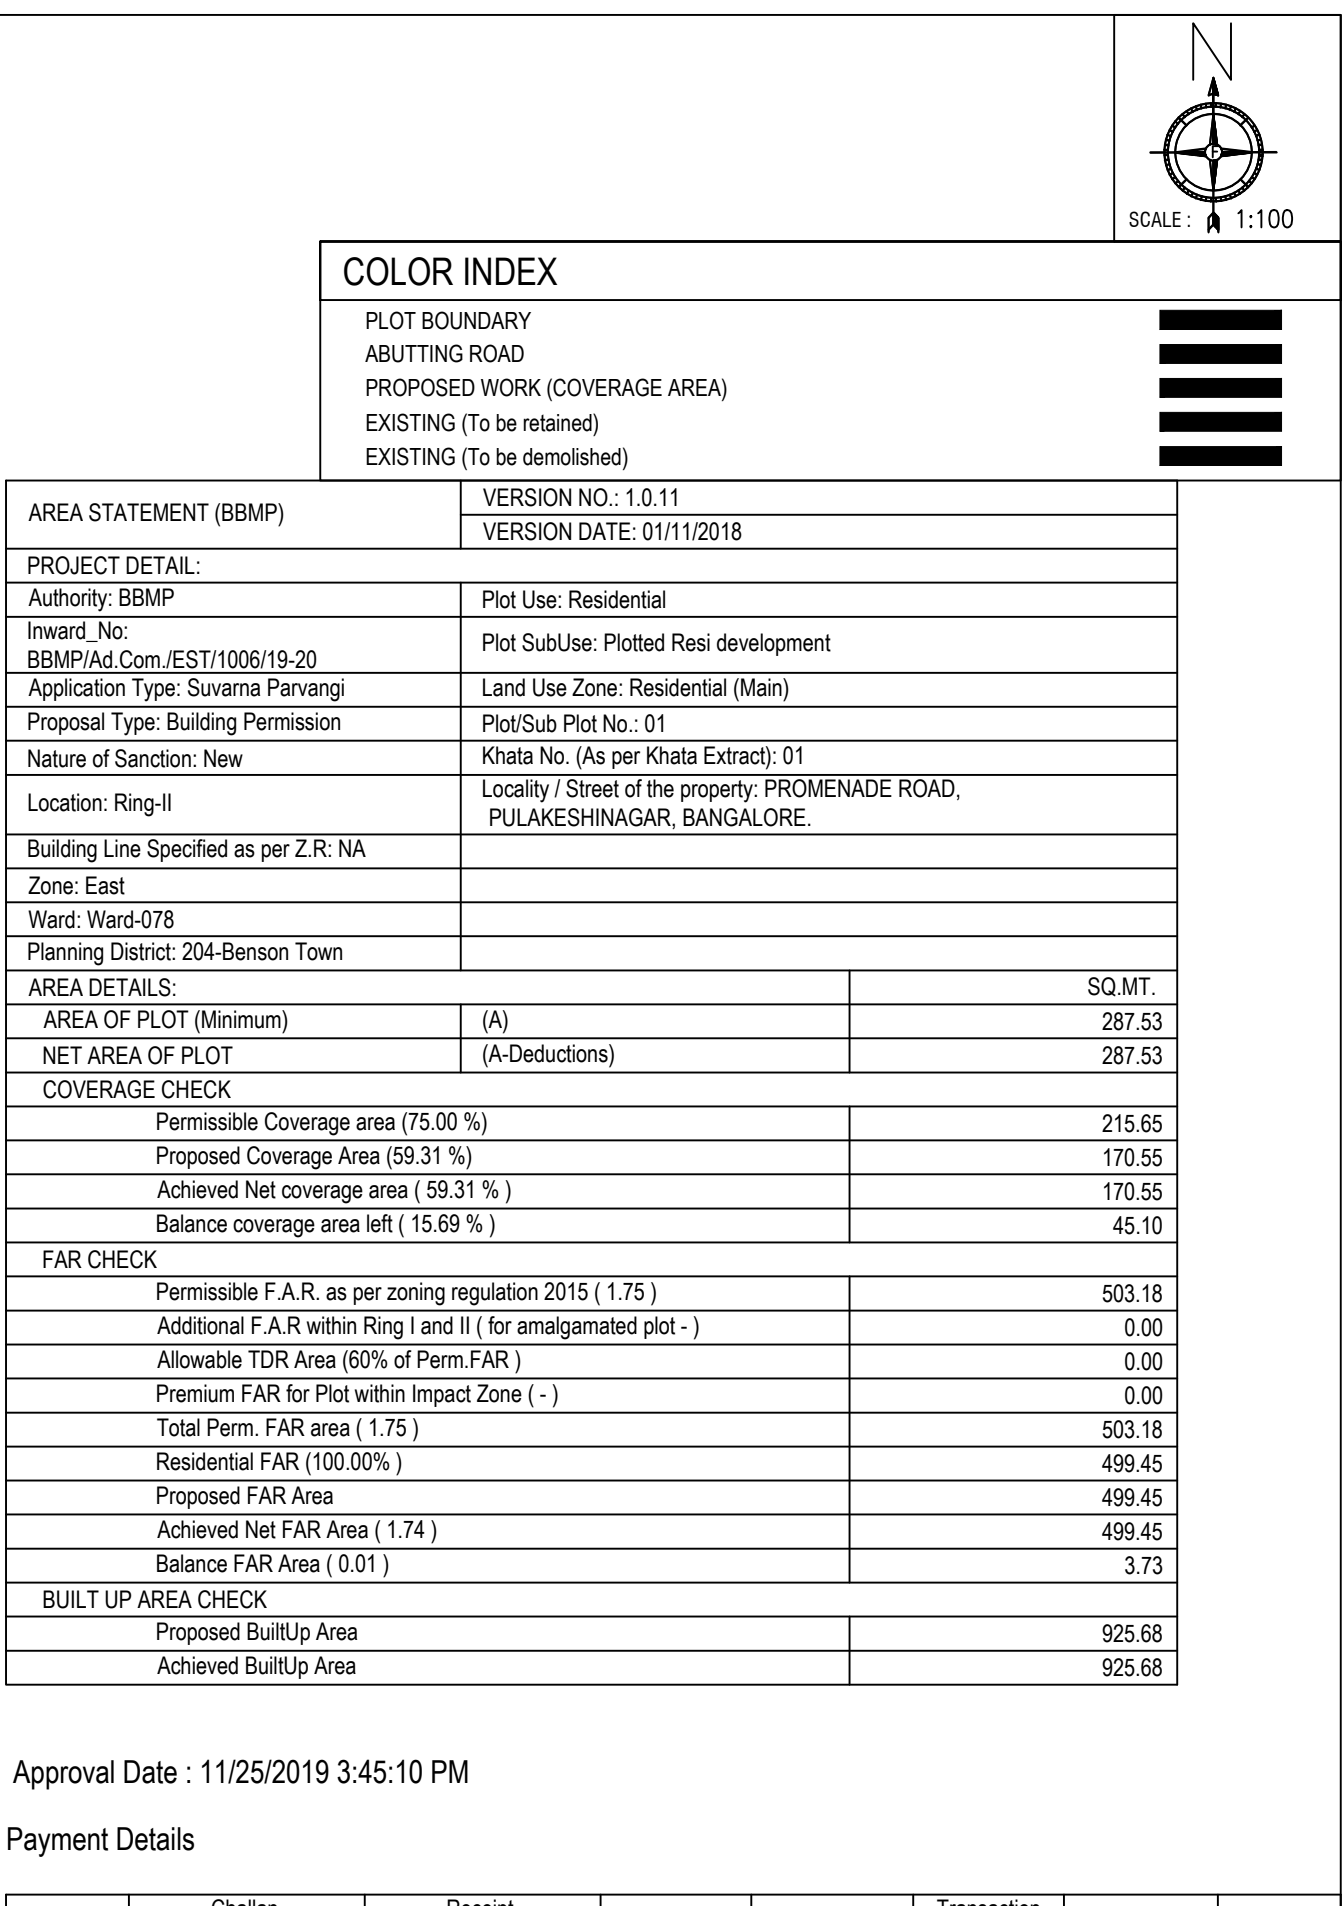 N
F
SCALE : 1:100
COLOR INDEX
PLOT BOUNDARY
ABUTTING ROAD
PROPOSED WORK (COVERAGE AREA)
EXISTING (To be retained)
EXISTING (To be demolished)
AREA STATEMENT (BBMP)
VERSION NO.: 1.0.11
VERSION DATE: 01/11/2018
PROJECT DETAIL:
Authority: BBMP
Plot Use: Residential
Inward_No:
BBMP/Ad.Com./EST/1006/19-20
Plot SubUse: Plotted Resi development
Application Type: Suvarna Parvangi
Land Use Zone: Residential (Main)
Proposal Type: Building Permission
Plot/Sub Plot No.: 01
Nature of Sanction: New
Khata No. (As per Khata Extract): 01
Location: Ring-II
Locality / Street of the property: PROMENADE ROAD,
PULAKESHINAGAR, BANGALORE.
Building Line Specified as per Z.R: NA
Zone: East
Ward: Ward-078
Planning District: 204-Benson Town
AREA DETAILS: SQ.MT.
AREA OF PLOT (Minimum) (A) 287.53
NET AREA OF PLOT (A-Deductions) 287.53
COVERAGE CHECK
Permissible Coverage area (75.00 %) 215.65
Proposed Coverage Area (59.31 %) 170.55
Achieved Net coverage area ( 59.31 % ) 170.55
Balance coverage area left ( 15.69 % ) 45.10
FAR CHECK
Permissible F.A.R. as per zoning regulation 2015 ( 1.75 ) 503.18
Additional F.A.R within Ring I and II ( for amalgamated plot - ) 0.00
Allowable TDR Area (60% of Perm.FAR ) 0.00
Premium FAR for Plot within Impact Zone ( - ) 0.00
Total Perm. FAR area ( 1.75 ) 503.18
Residential FAR (100.00% ) 499.45
Proposed FAR Area 499.45
Achieved Net FAR Area ( 1.74 ) 499.45
Balance FAR Area ( 0.01 ) 3.73
BUILT UP AREA CHECK
Proposed BuiltUp Area 925.68
Achieved BuiltUp Area 925.68
Approval Date : 11/25/2019 3:45:10 PM
Payment Details
Challan Receipt Transaction